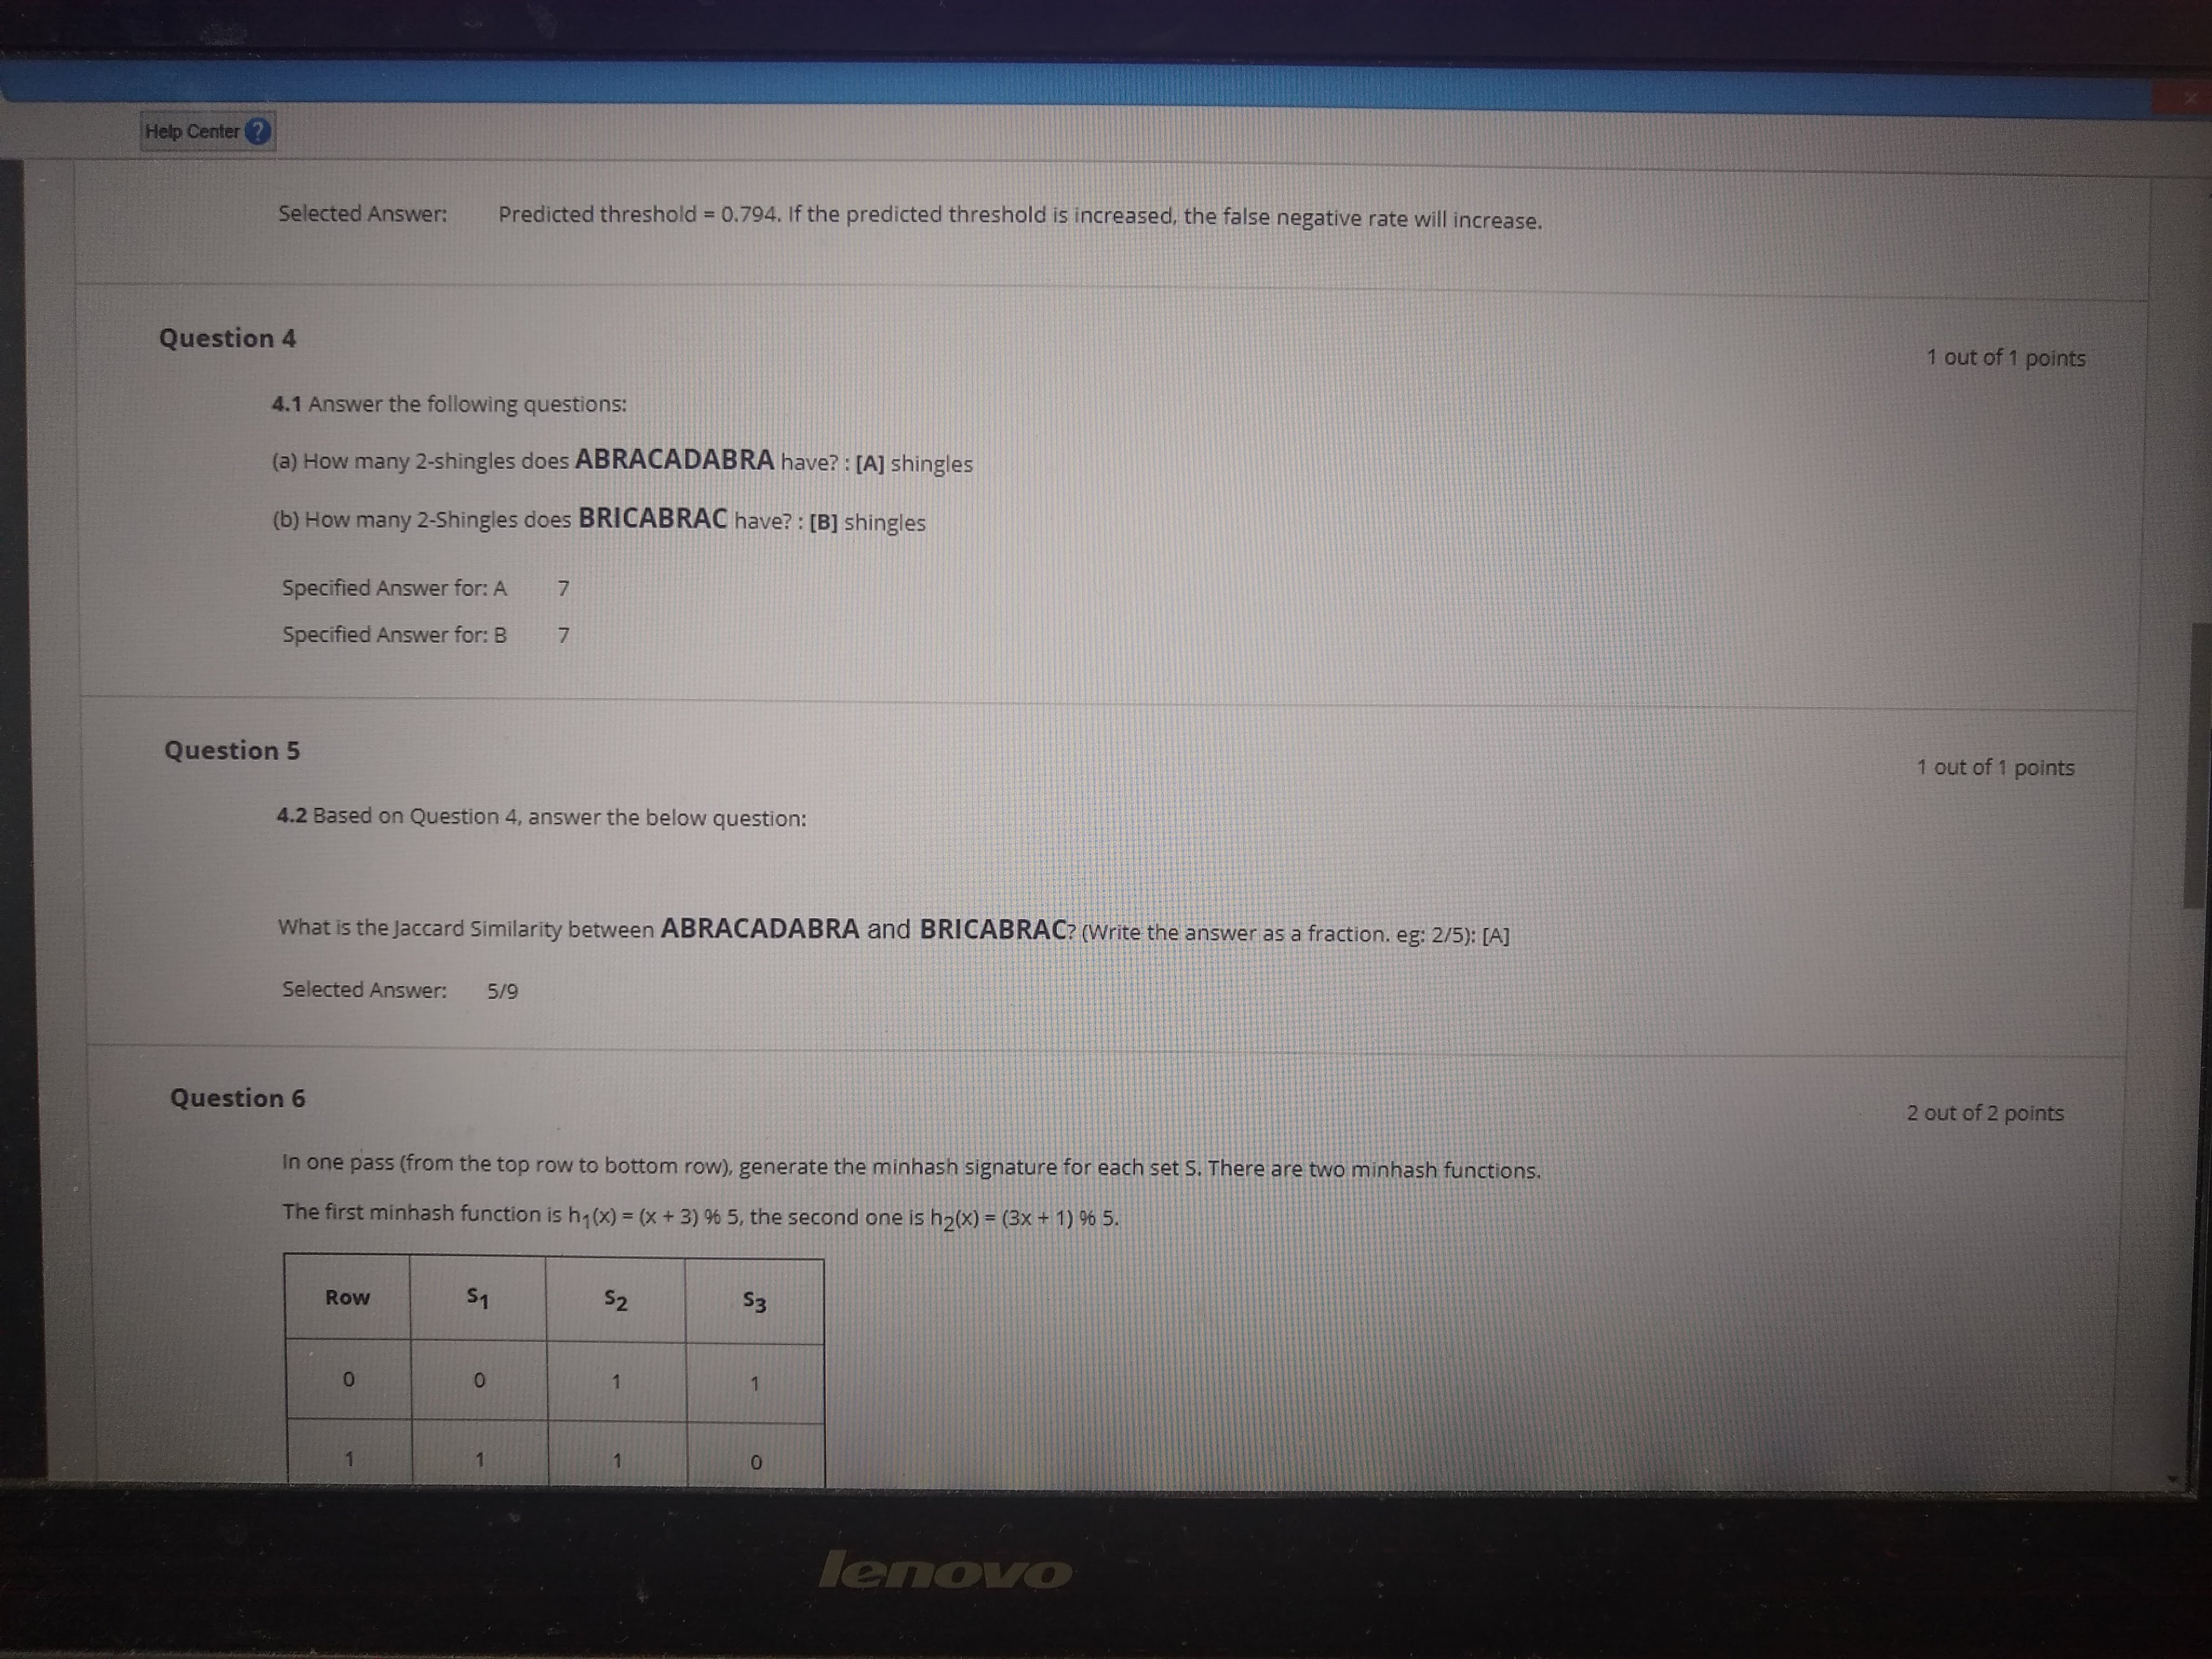 Help Center ?
Selected Answer: Predicted threshold = 0.794. If the predicted threshold is increased, the false negative rate will increase.
Question 4
1 out of 1 points
4.1 Answer the following questions:
(a) How many 2-shingles does ABRACADABRA have? : [A] shingles
(b) How many 2-Shingles does BRICABRAC have? : [B] shingles
Specified Answer for: A 7
Specified Answer for: B 7
Question 5
1 out of 1 points
4.2 Based on Question 4, answer the below question:
What is the Jaccard Similarity between ABRACADABRA and BRICABRAC? (Write the answer as a fraction. eg: 2/5): [A]
Selected Answer: 5/9
Question 6
2 out of 2 points
In one pass (from the top row to bottom row), generate the minhash signature for each set S. There are two minhash functions.
The first minhash function is h₁(x) = (x + 3) % 5, the second one is h₂(x) = (3x + 1) % 5.
Row S₁ S₂ S₃
0 0 1 1
1 1 1 0
lenovo